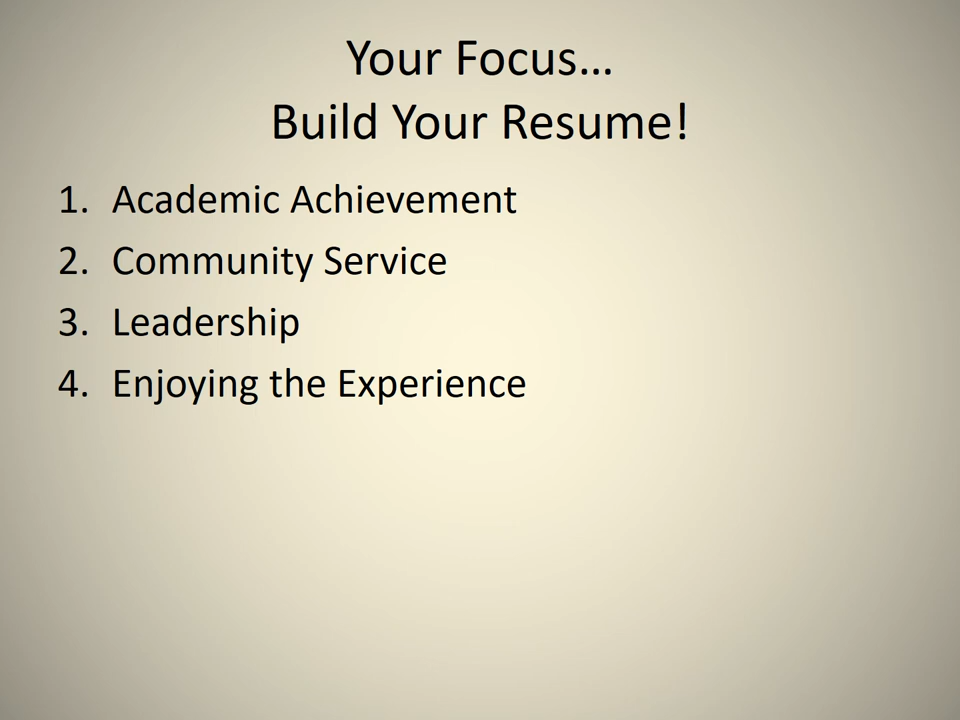 Your Focus…
Build Your Resume!
1. Academic Achievement
2. Community Service
3. Leadership
4. Enjoying the Experience